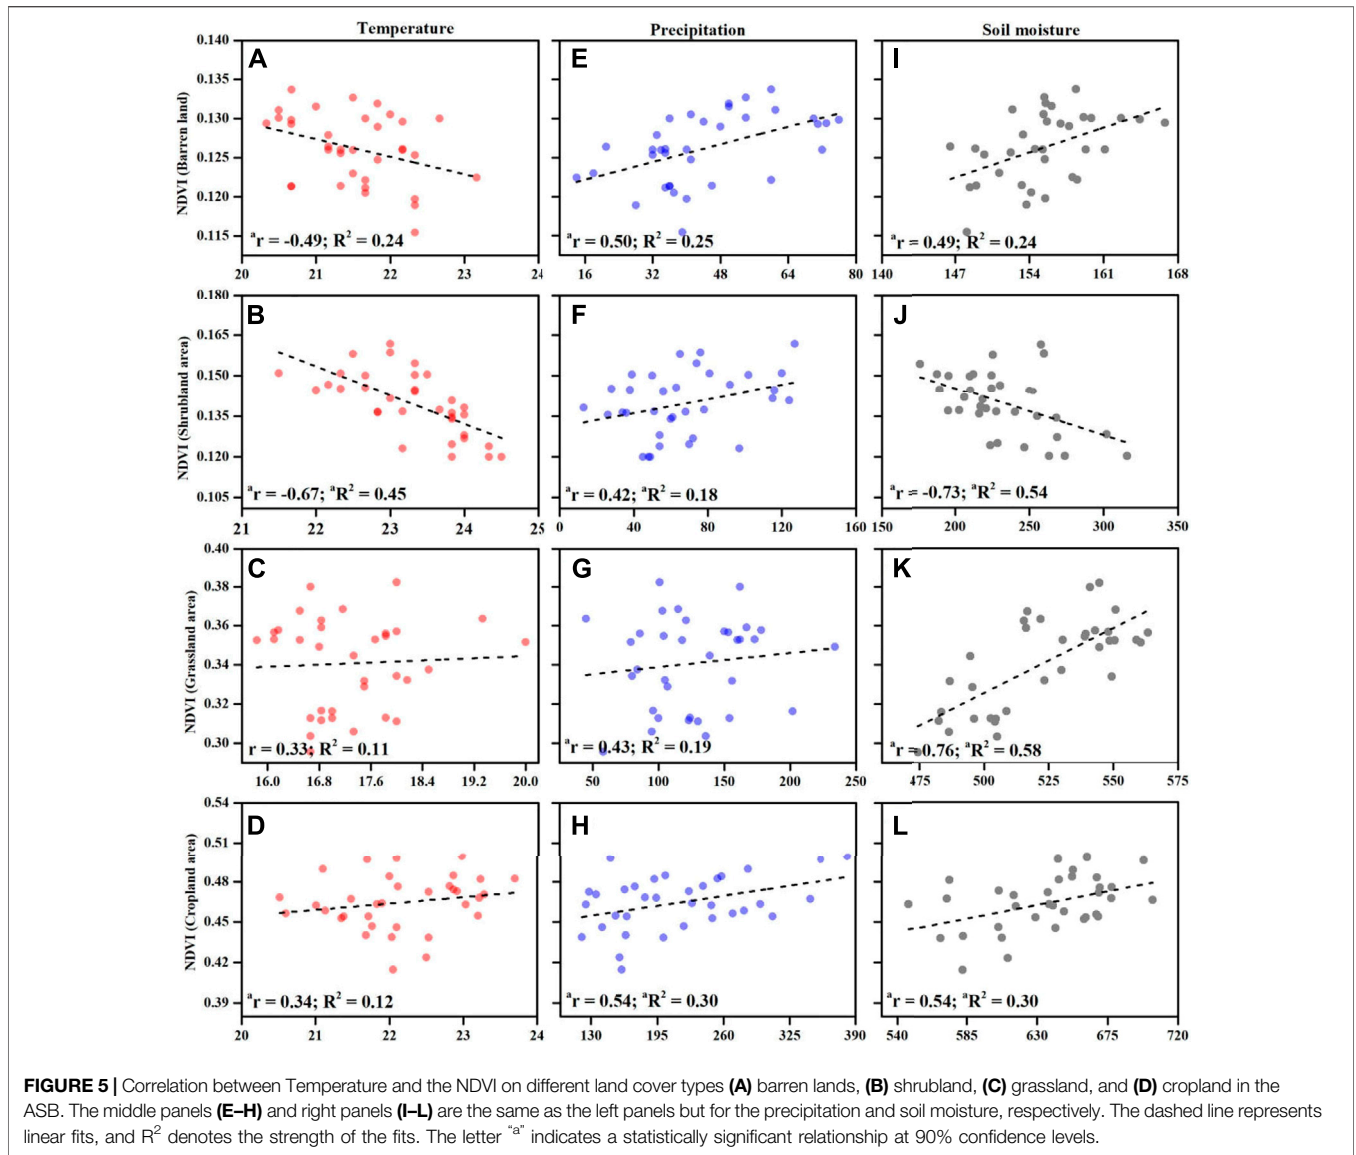 Temperature Precipitation Soil moisture
NDVI (Barren land)
0.140
0.135
0.130
0.125
0.120
0.115
A
ar = -0.49; R2 = 0.24
20 21 22 23 24
E
ar = 0.50; R2 = 0.25
16 32 48 64 80
I
ar = 0.49; R2 = 0.24
140 147 154 161 168
NDVI (Shrubland area)
0.180
0.165
0.150
0.135
0.120
0.105
B
ar = -0.67; aR2 = 0.45
21 22 23 24 25
F
ar = 0.42; aR2 = 0.18
0 40 80 120 160
J
ar = -0.73; aR2 = 0.54
150 200 250 300 350
NDVI (Grassland area)
0.40
0.38
0.36
0.34
0.32
0.30
C
r = 0.33; R2 = 0.11
16.0 16.8 17.6 18.4 19.2 20.0
G
ar = 0.43; R2 = 0.19
50 100 150 200 250
K
ar = 0.76; aR2 = 0.58
475 500 525 550 575
NDVI (Cropland area)
0.54
0.51
0.48
0.45
0.42
0.39
D
ar = 0.34; R2 = 0.12
20 21 22 23 24
H
ar = 0.54; aR2 = 0.30
130 195 260 325 390
L
ar = 0.54; aR2 = 0.30
540 585 630 675 720
FIGURE 5 | Correlation between Temperature and the NDVI on different land cover types (A) barren lands, (B) shrubland, (C) grassland, and (D) cropland in the
ASB. The middle panels (E–H) and right panels (I–L) are the same as the left panels but for the precipitation and soil moisture, respectively. The dashed line represents
linear fits, and R2 denotes the strength of the fits. The letter “a” indicates a statistically significant relationship at 90% confidence levels.